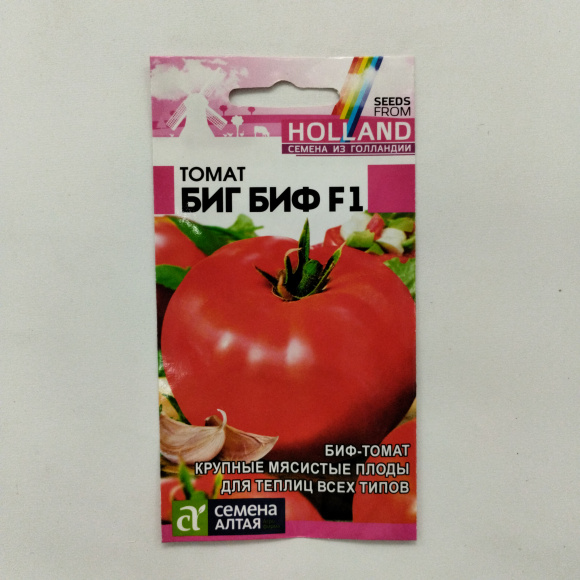 SEEDS
FROM
HOLLAND
СЕМЕНА ИЗ ГОЛЛАНДИИ
ТОМАТ
БИГ БИФ F1
БИФ-ТОМАТ
КРУПНЫЕ МЯСИСТЫЕ ПЛОДЫ
ДЛЯ ТЕПЛИЦ ВСЕХ ТИПОВ
СЕМЕНА
АЛТАЯ